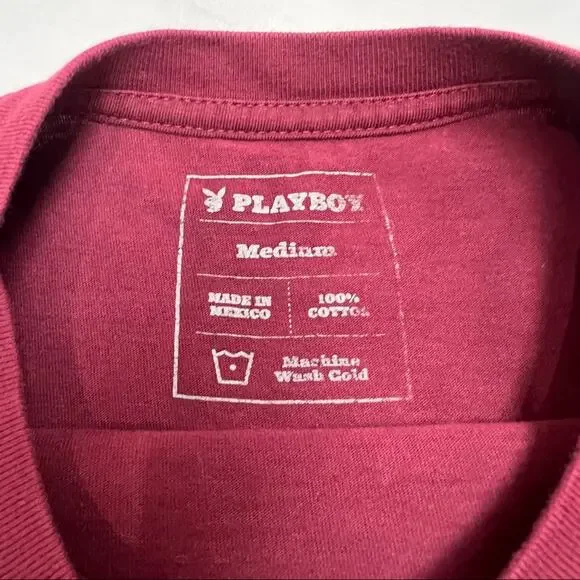 PLAYBOY
Medium
MADE IN
MEXICO
100%
COTTON
Machine
Wash Cold